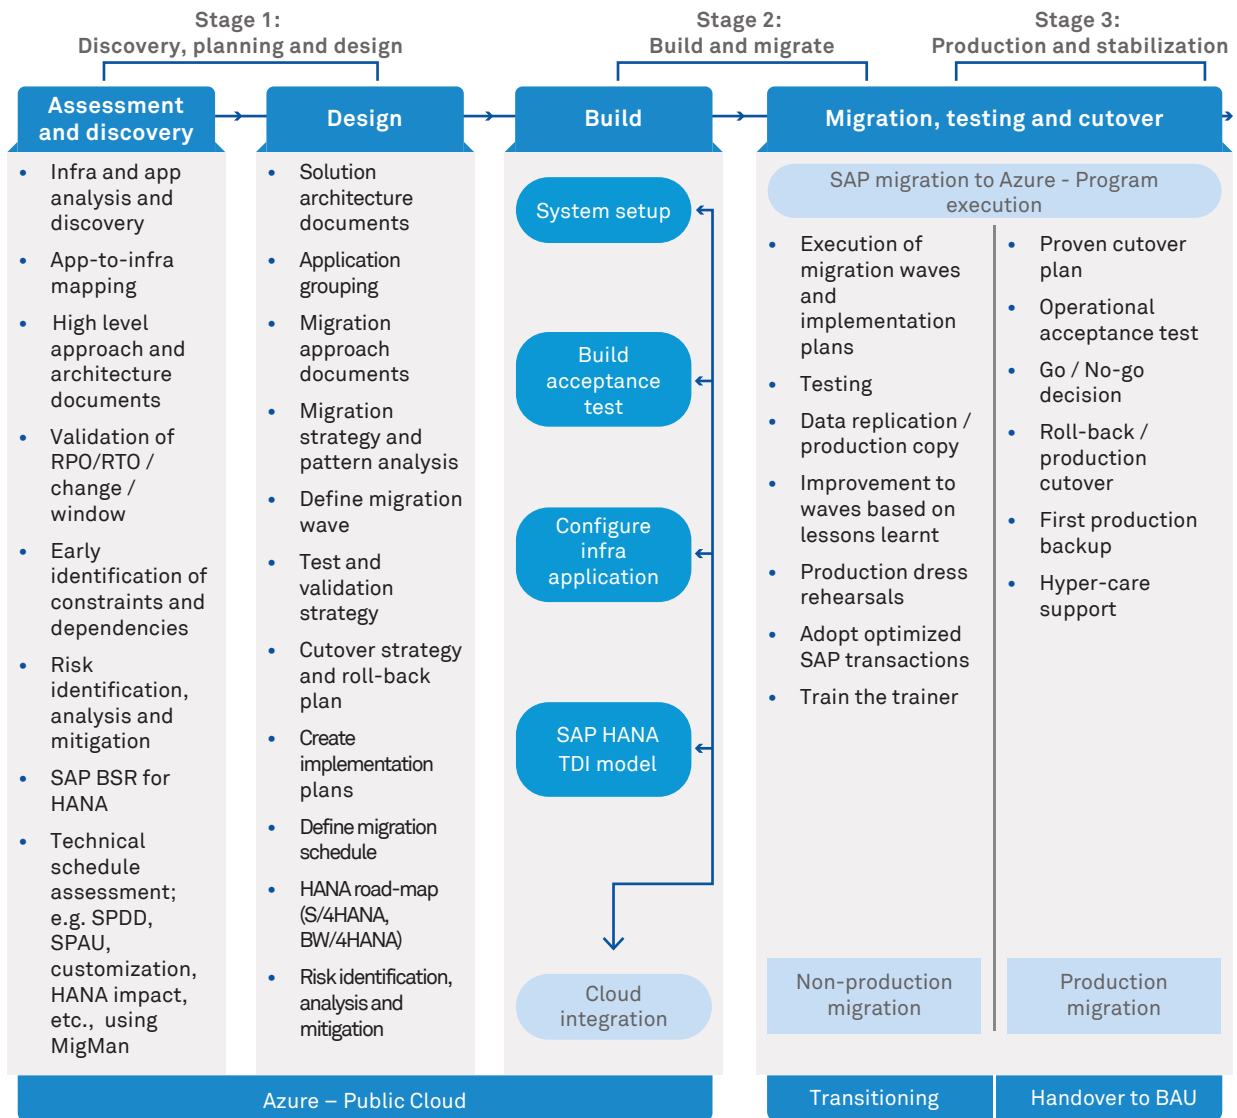 Stage 1:
Discovery, planning and design
Stage 2:
Build and migrate
Stage 3:
Production and stabilization
Assessment
and discovery
Design
Build
Migration, testing and cutover
• Infra and app
analysis and
discovery
• App-to-infra
mapping
• High level
approach and
architecture
documents
• Validation of
RPO/RTO /
change /
window
• Early
identification of
constraints and
dependencies
• Risk
identification,
analysis and
mitigation
• SAP BSR for
HANA
• Technical
schedule
assessment;
e.g. SPDD,
SPAU,
customization,
HANA impact,
etc., using
MigMan
• Solution
architecture
documents
• Application
grouping
• Migration
approach
documents
• Migration
strategy and
pattern analysis
• Define migration
wave
• Test and
validation
strategy
• Cutover strategy
and roll-back
plan
• Create
implementation
plans
• Define migration
schedule
• HANA road-map
(S/4HANA,
BW/4HANA)
• Risk identification,
analysis and
mitigation
System setup
Build
acceptance
test
Configure
infra
application
SAP HANA
TDI model
Cloud
integration
SAP migration to Azure - Program
execution
• Execution of
migration waves
and
implementation
plans
• Testing
• Data replication /
production copy
• Improvement to
waves based on
lessons learnt
• Production dress
rehearsals
• Adopt optimized
SAP transactions
• Train the trainer
Non-production
migration
• Proven cutover
plan
• Operational
acceptance test
• Go / No-go
decision
• Roll-back /
production
cutover
• First production
backup
• Hyper-care
support
Production
migration
Azure – Public Cloud
Transitioning
Handover to BAU